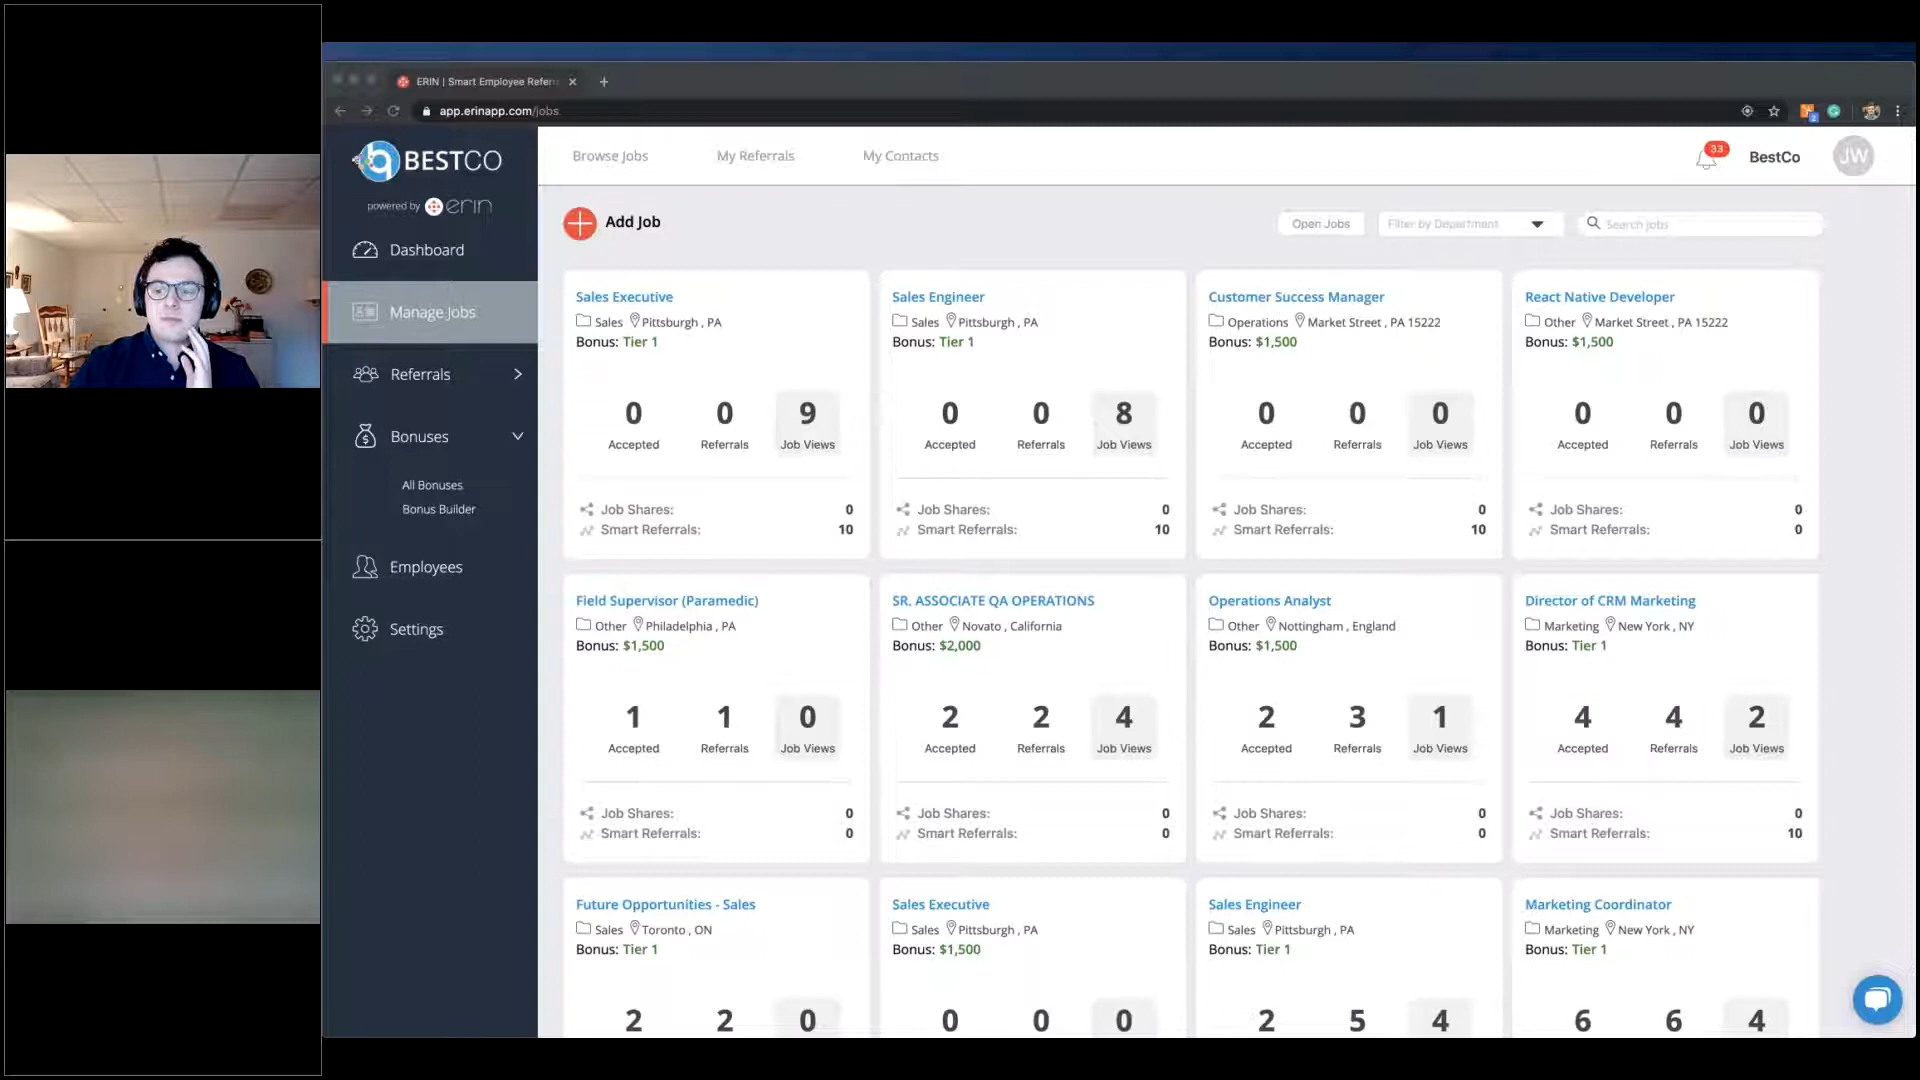 ERIN | Smart Employee Refer
app.erinapp.com/jobs
2
BESTCO
powered by erin
Browse Jobs
My Referrals
My Contacts
33
BestCo
JW
Dashboard
Manage Jobs
Referrals
Bonuses
All Bonuses
Bonus Builder
Employees
Settings
Add Job
Open Jobs
Filter by Department
Search jobs
Sales Executive
Sales Pittsburgh , PA
Bonus: Tier 1
0 0 9
Accepted Referrals Job Views
Job Shares: 0
Smart Referrals: 10
Sales Engineer
Sales Pittsburgh , PA
Bonus: Tier 1
0 0 8
Accepted Referrals Job Views
Job Shares: 0
Smart Referrals: 10
Customer Success Manager
Operations Market Street , PA 15222
Bonus: $1,500
0 0 0
Accepted Referrals Job Views
Job Shares: 0
Smart Referrals: 10
React Native Developer
Other Market Street , PA 15222
Bonus: $1,500
0 0 0
Accepted Referrals Job Views
Job Shares: 0
Smart Referrals: 0
Field Supervisor (Paramedic)
Other Philadelphia , PA
Bonus: $1,500
1 1 0
Accepted Referrals Job Views
Job Shares: 0
Smart Referrals: 0
SR. ASSOCIATE QA OPERATIONS
Other Novato , California
Bonus: $2,000
2 2 4
Accepted Referrals Job Views
Job Shares: 0
Smart Referrals: 0
Operations Analyst
Other Nottingham , England
Bonus: $1,500
2 3 1
Accepted Referrals Job Views
Job Shares: 0
Smart Referrals: 0
Director of CRM Marketing
Marketing New York , NY
Bonus: Tier 1
4 4 2
Accepted Referrals Job Views
Job Shares: 0
Smart Referrals: 10
Future Opportunities - Sales
Sales Toronto , ON
Bonus: Tier 1
2 2 0
Sales Executive
Sales Pittsburgh , PA
Bonus: $1,500
0 0 0
Sales Engineer
Sales Pittsburgh , PA
Bonus: Tier 1
2 5 4
Marketing Coordinator
Marketing New York , NY
Bonus: Tier 1
6 6 4